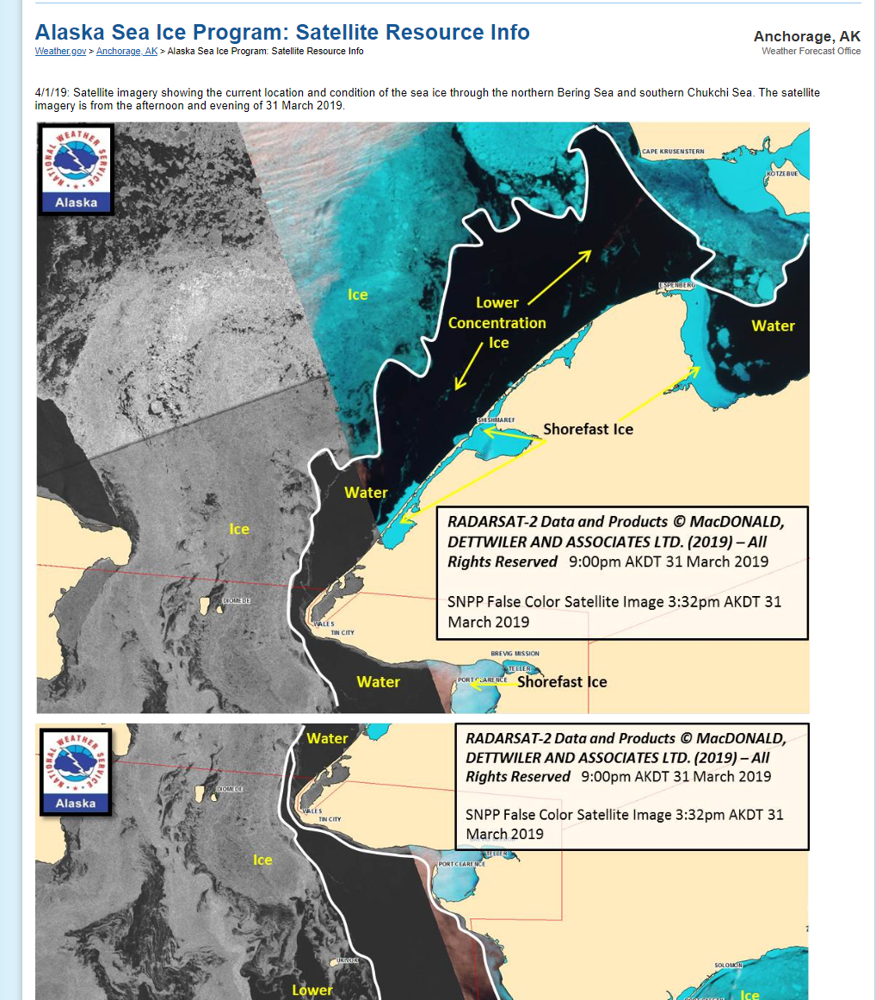 Alaska Sea Ice Program: Satellite Resource Info
Anchorage, AK
Weather.gov > Anchorage, AK > Alaska Sea Ice Program: Satellite Resource Info
Weather Forecast Office
4/1/19: Satellite imagery showing the current location and condition of the sea ice through the northern Bering Sea and southern Chukchi Sea. The satellite
imagery is from the afternoon and evening of 31 March 2019.
NATIONAL WEATHER SERVICE
Alaska
CAPE KRUSENSTERN
KOTZEBUE
ESPENBERG
Ice
Lower
Concentration
Ice
Water
SHISHMAREF
Shorefast Ice
Water
Ice
RADARSAT-2 Data and Products © MacDONALD,
DETTWILER AND ASSOCIATES LTD. (2019) – All
Rights Reserved 9:00pm AKDT 31 March 2019
SNPP False Color Satellite Image 3:32pm AKDT 31
March 2019
DIOMEDE
WALES
TIN CITY
BREVIG MISSION
TELLER
PORT CLARENCE
Shorefast Ice
Water
NATIONAL WEATHER SERVICE
Alaska
Water
RADARSAT-2 Data and Products © MacDONALD,
DETTWILER AND ASSOCIATES LTD. (2019) – All
Rights Reserved 9:00pm AKDT 31 March 2019
SNPP False Color Satellite Image 3:32pm AKDT 31
March 2019
DIOMEDE
WALES
TIN CITY
TELLER
PORT CLARENCE
Ice
UKIVOK
SOLOMON
Lower
Ice